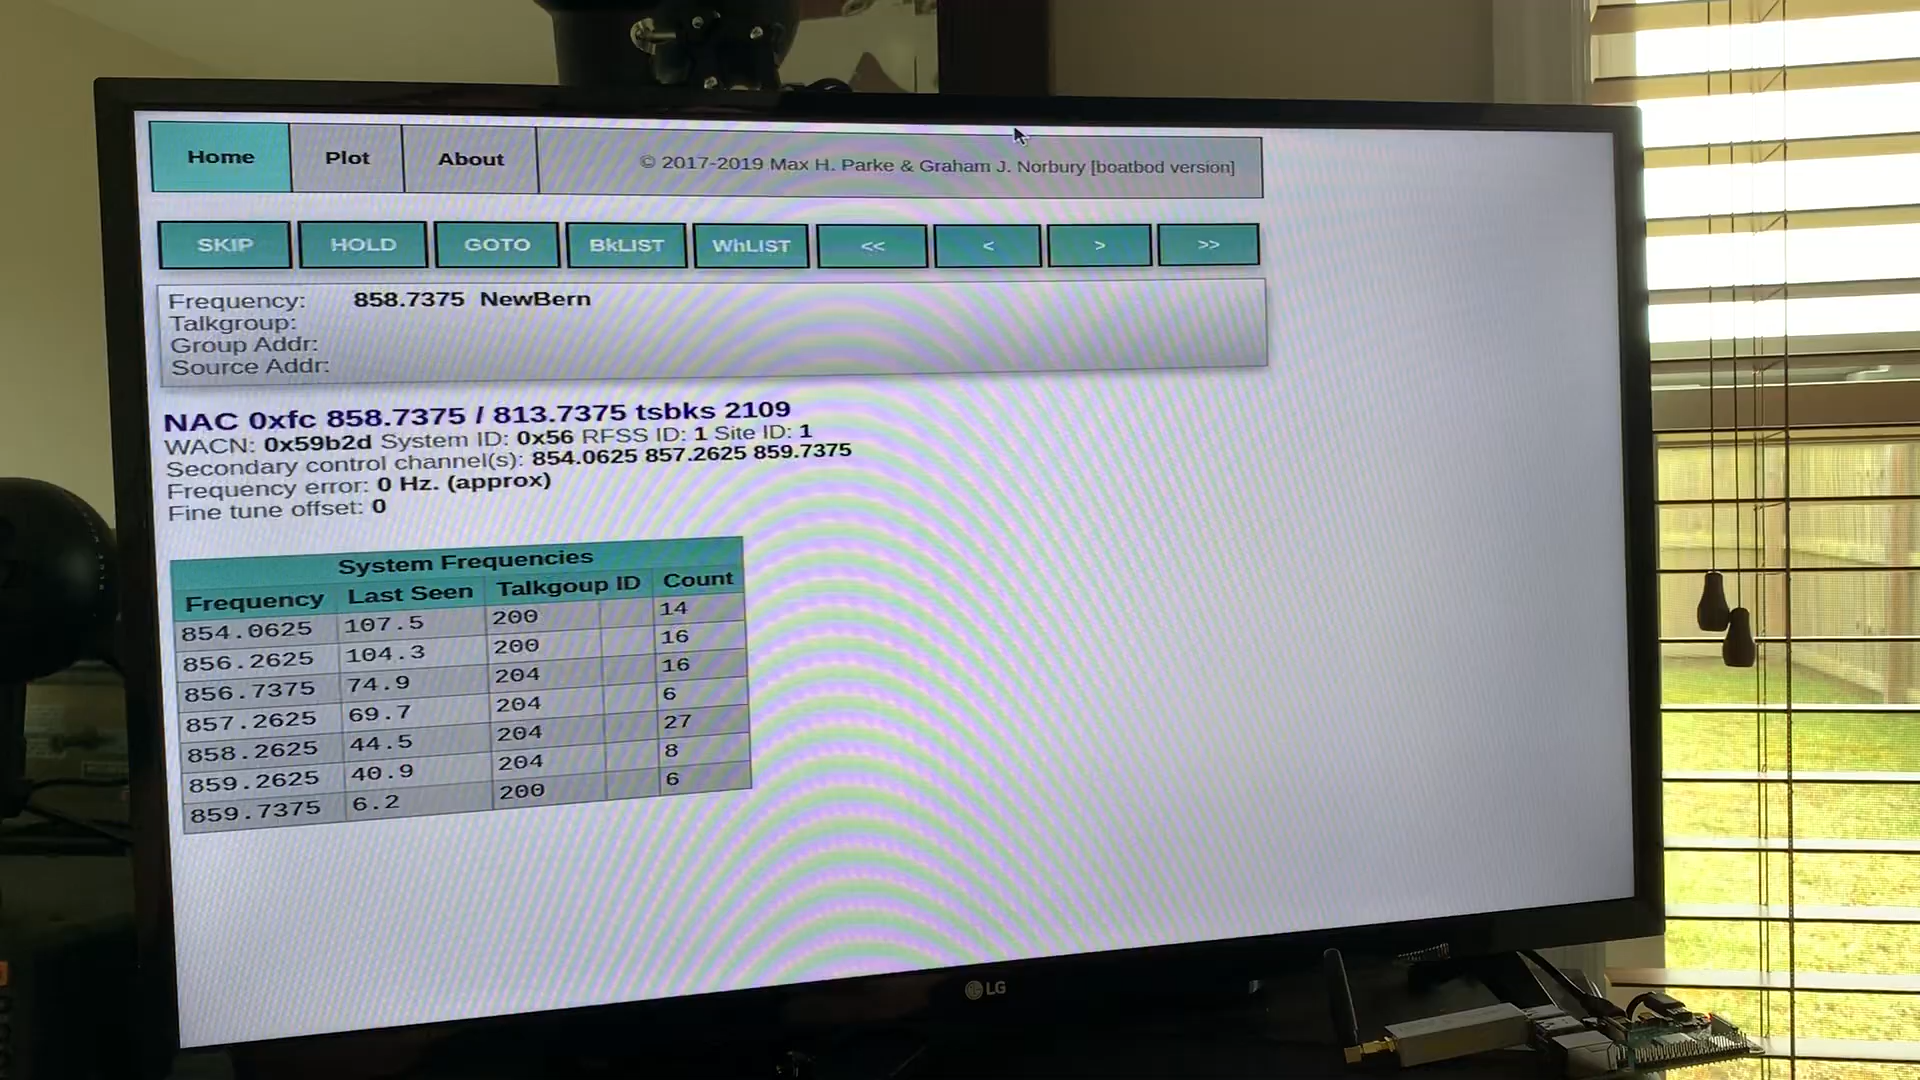 Home Plot About © 2017-2019 Max H. Parke & Graham J. Norbury [boatbod version]
SKIP HOLD GOTO BkLIST WhLIST << < > >>
Frequency: 858.7375 NewBern
Talkgroup:
Group Addr:
Source Addr:
NAC 0xfc 858.7375 / 813.7375 tsbks 2109
WACN: 0x59b2d System ID: 0x56 RFSS ID: 1 Site ID: 1
Secondary control channel(s): 854.0625 857.2625 859.7375
Frequency error: 0 Hz. (approx)
Fine tune offset: 0
System Frequencies
Frequency Last Seen Talkgoup ID Count
854.0625 107.5 200 14
856.2625 104.3 200 16
856.7375 74.9 204 16
857.2625 69.7 204 6
858.2625 44.5 204 27
859.2625 40.9 204 8
859.7375 6.2 200 6
LG